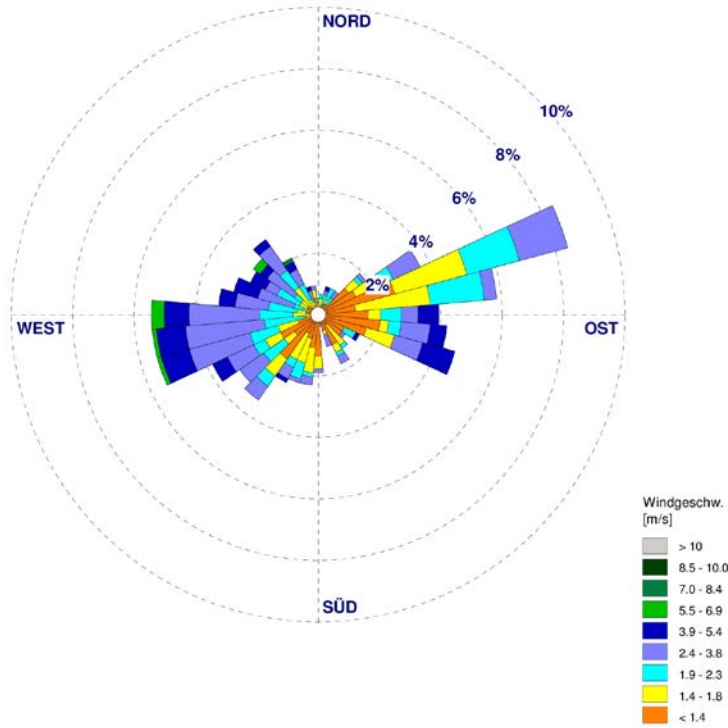 NORD
10%
8%
6%
4%
2%
WEST
OST
SÜD
Windgeschw.
[m/s]
> 10
8.5 - 10.0
7.0 - 8.4
5.5 - 6.9
3.9 - 5.4
2.4 - 3.8
1.9 - 2.3
1.4 - 1.8
< 1.4